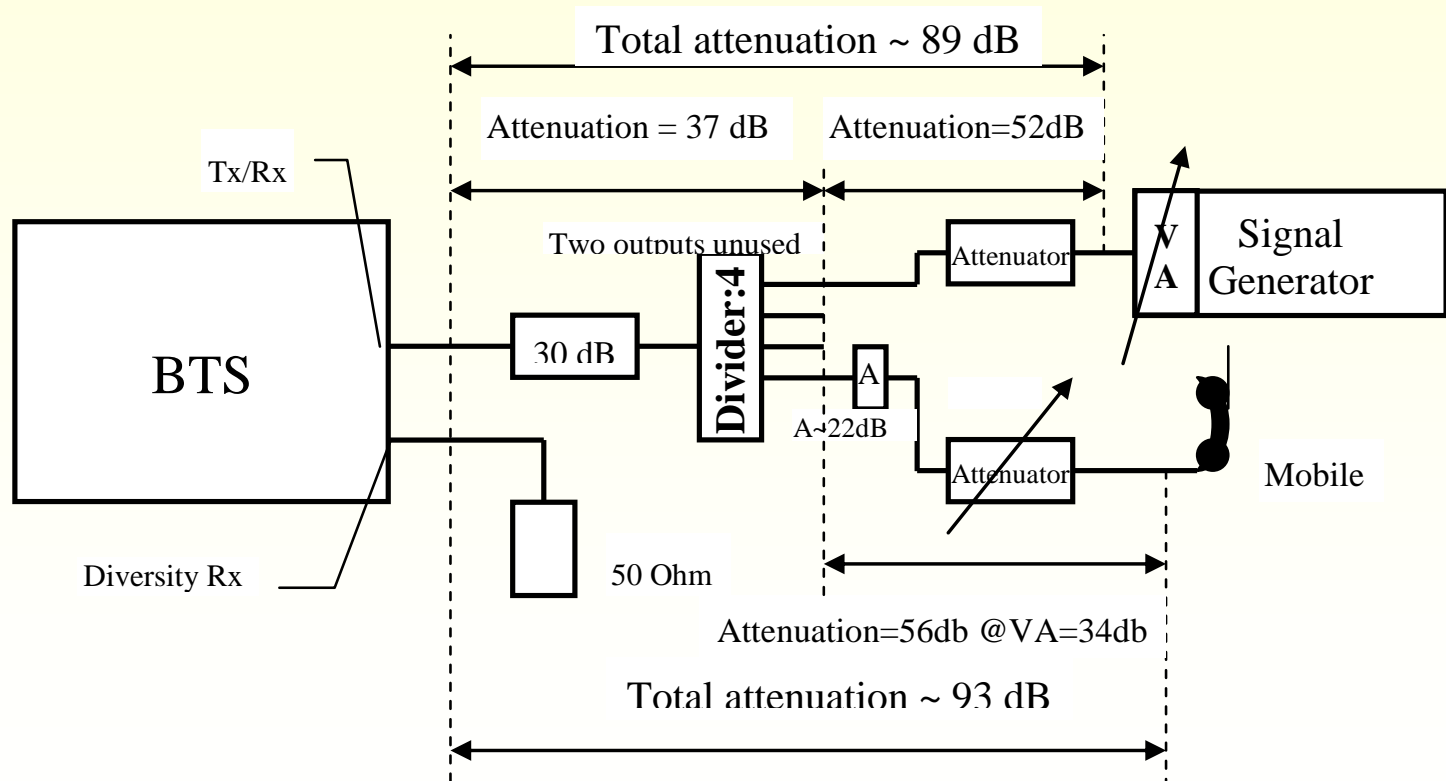 Total attenuation ~ 89 dB
Attenuation = 37 dB
Attenuation=52dB
Tx/Rx
Two outputs unused
Attenuator
V
A
Signal
Generator
BTS
30 dB
Divider:4
A
A~22dB
Attenuator
Mobile
Diversity Rx
50 Ohm
Attenuation=56db @VA=34db
Total attenuation ~ 93 dB